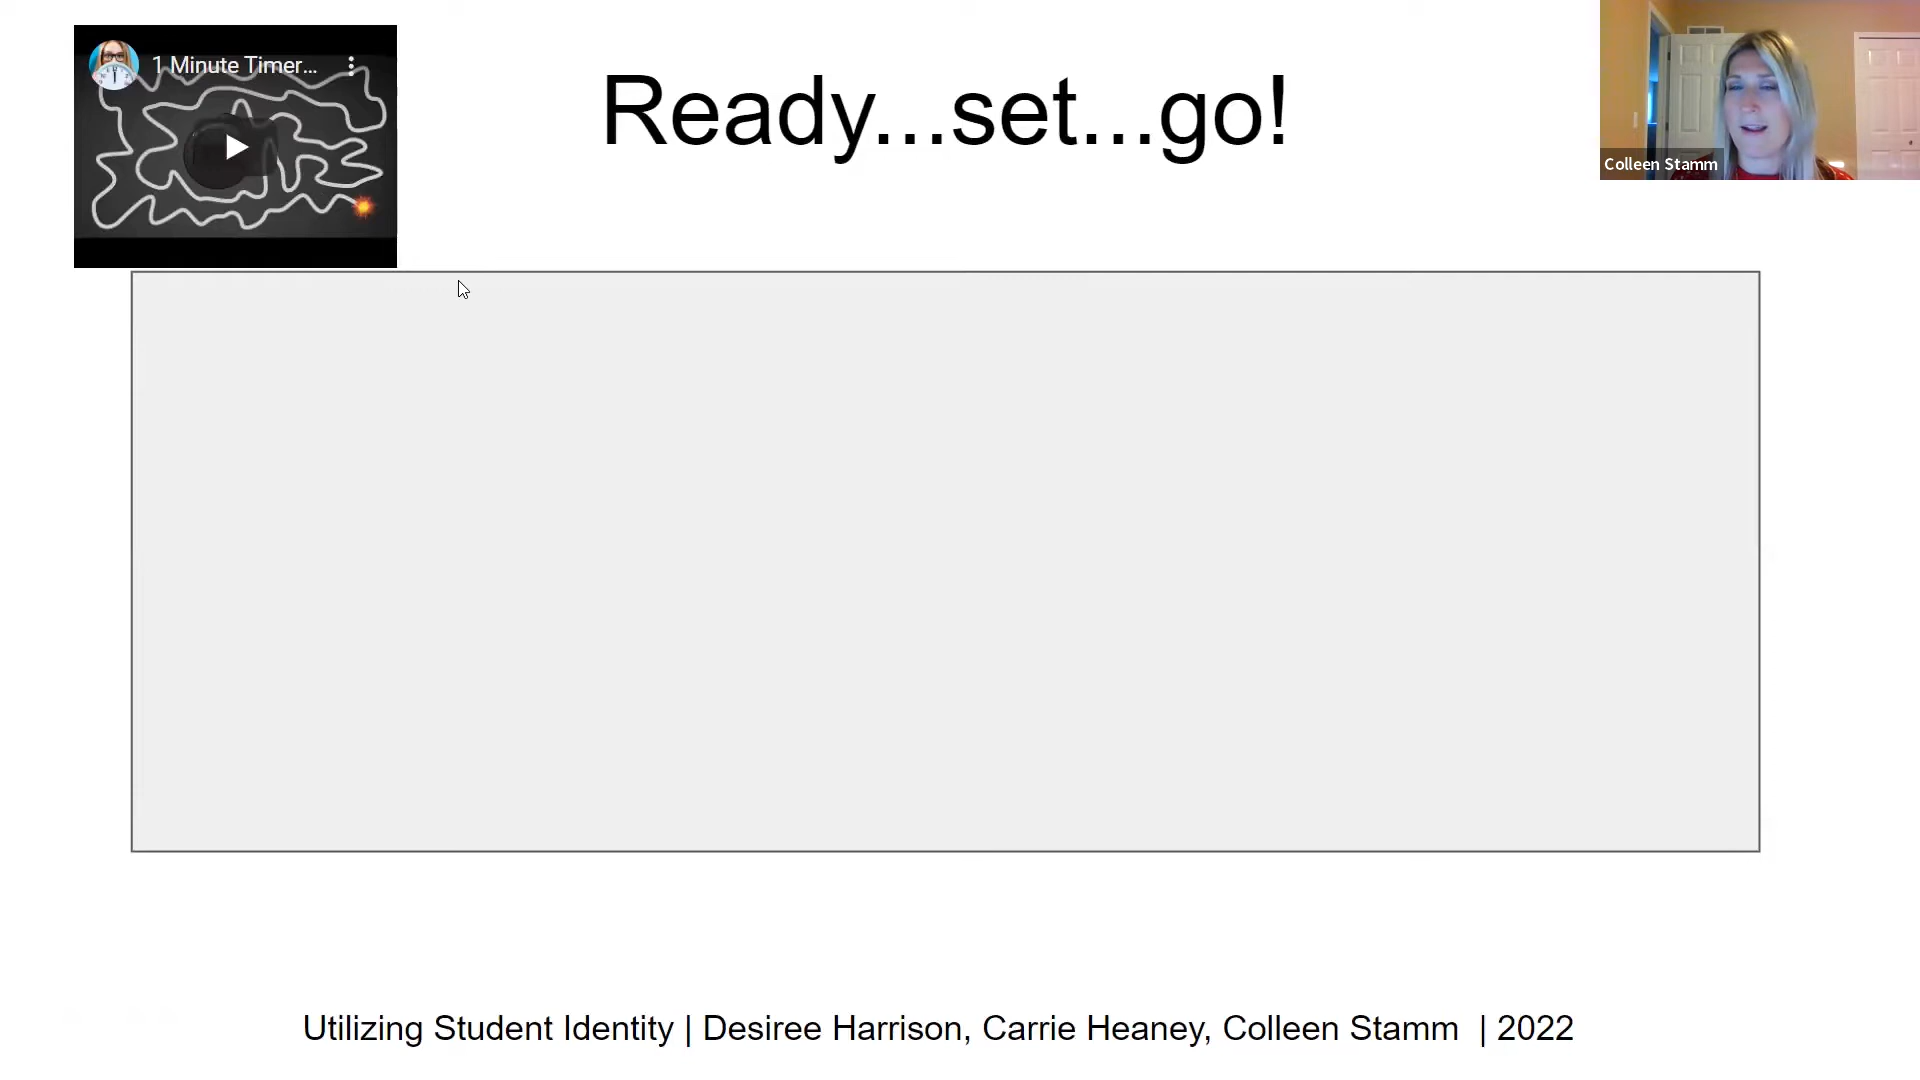 1 Minute Timer...
Ready...set...go!
Colleen Stamm
Utilizing Student Identity | Desiree Harrison, Carrie Heaney, Colleen Stamm | 2022